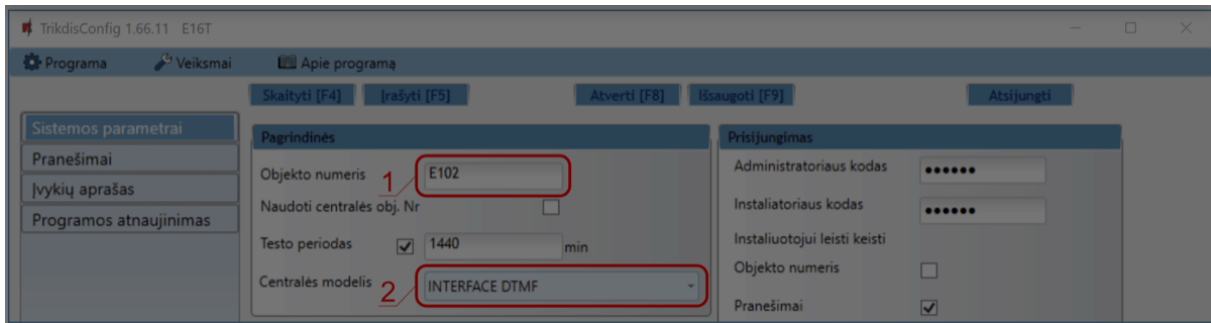 TrikdisConfig 1.66.11 E16T
Programa Veiksmai Apie programą
Skaityti [F4] Įrašyti [F5] Atverti [F8] Išsaugoti [F9] Atsijungti
Sistemos parametrai
Pranešimai
Įvykių aprašas
Programos atnaujinimas
Pagrindinės
Objekto numeris 1 E102
Naudoti centralės obj. Nr
Testo periodas 1440 min
Centralės modelis 2 INTERFACE DTMF
Prisijungimas
Administratoriaus kodas ●●●●●●
Instaliatoriaus kodas ●●●●●●
Instaliuotojui leisti keisti
Objekto numeris
Pranešimai